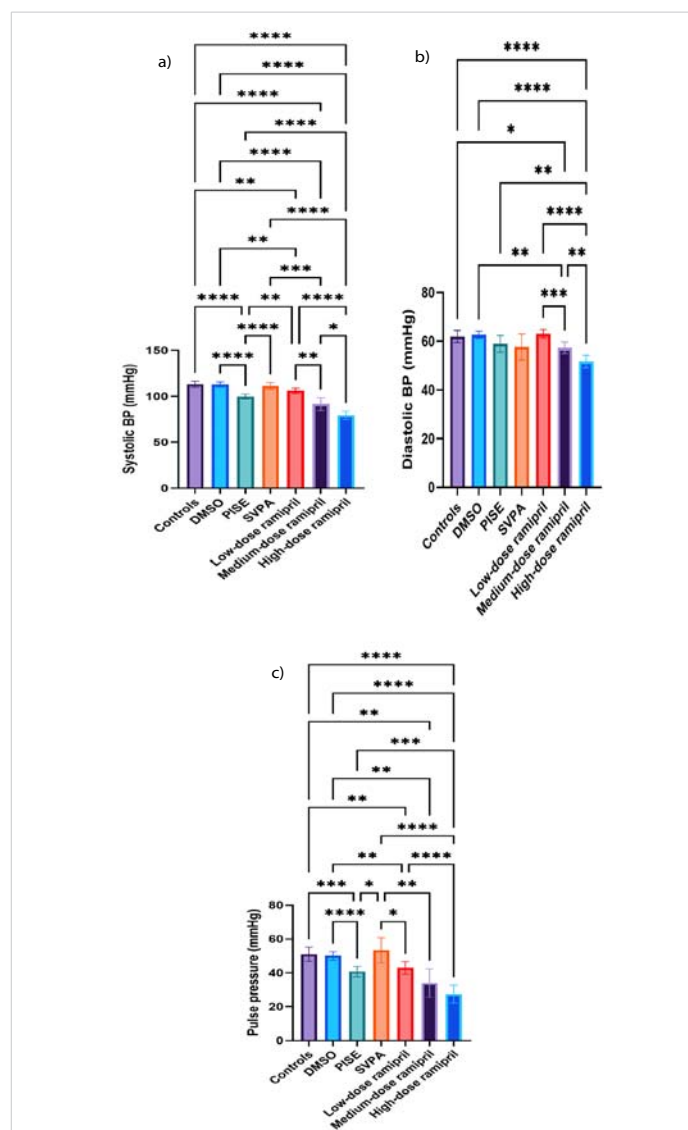 a)
****
****
****
****
****
**
****
**
***
****
**
****
****
**
*
****
150
100
50
0
Systolic BP (mmHg)
Controls
DMSO
PISE
SVPA
Low-dose ramipril
Medium-dose ramipril
High-dose ramipril
b)
****
****
*
**
****
**
**
***
80
60
40
20
0
Diastolic BP (mmHg)
Controls
DMSO
PISE
SVPA
Low-dose ramipril
Medium-dose ramipril
High-dose ramipril
c)
****
****
**
***
**
**
****
**
****
***
*
**
****
*
80
60
40
20
0
Pulse pressure (mmHg)
Controls
DMSO
PISE
SVPA
Low-dose ramipril
Medium-dose ramipril
High-dose ramipril